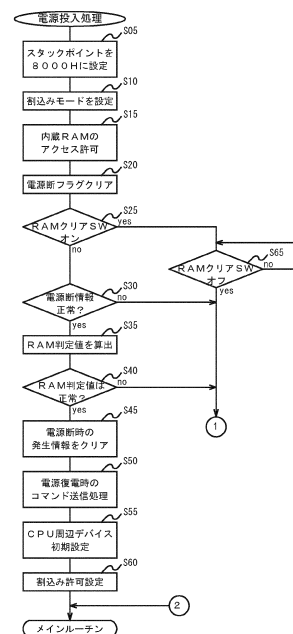 電源投入処理
S05
スタックポイントを
８０００Hに設定
S10
割込みモードを設定
S15
内蔵ＲＡＭの
アクセス許可
S20
電源断フラグクリア
S25
ＲＡＭクリアＳＷ
オン
yes
no
S65
ＲＡＭクリアＳＷ
オフ
no
yes
S30
電源断情報
正常？
no
yes
S35
ＲＡＭ判定値を算出
S40
ＲＡＭ判定値は
正常？
no
yes
1
S45
電源断時の
発生情報をクリア
S50
電源復電時の
コマンド送信処理
S55
ＣＰＵ周辺デバイス
初期設定
S60
割込み許可設定
2
メインルーチン